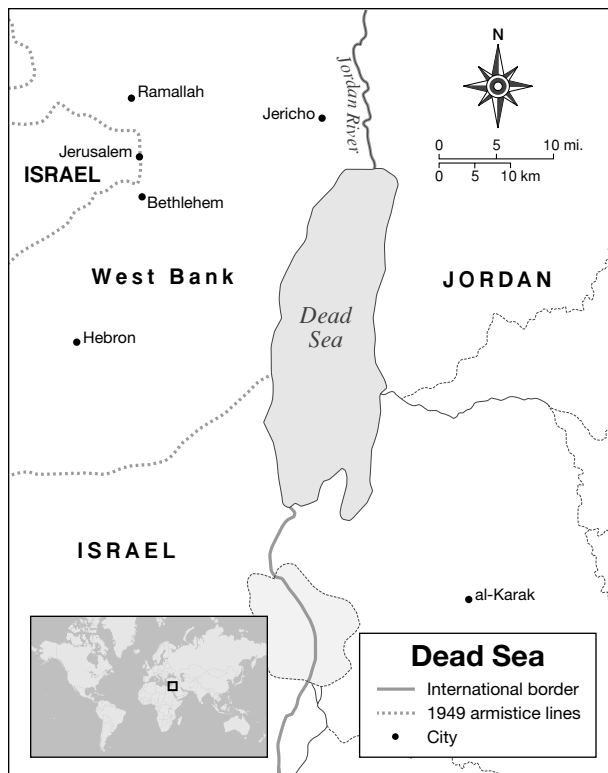 Ramallah
Jericho
Jordan River
N
0 5 10 mi.
0 5 10 km
Jerusalem
ISRAEL
Bethlehem
West Bank
JORDAN
Dead
Sea
Hebron
ISRAEL
al-Karak
Dead Sea
International border
1949 armistice lines
City